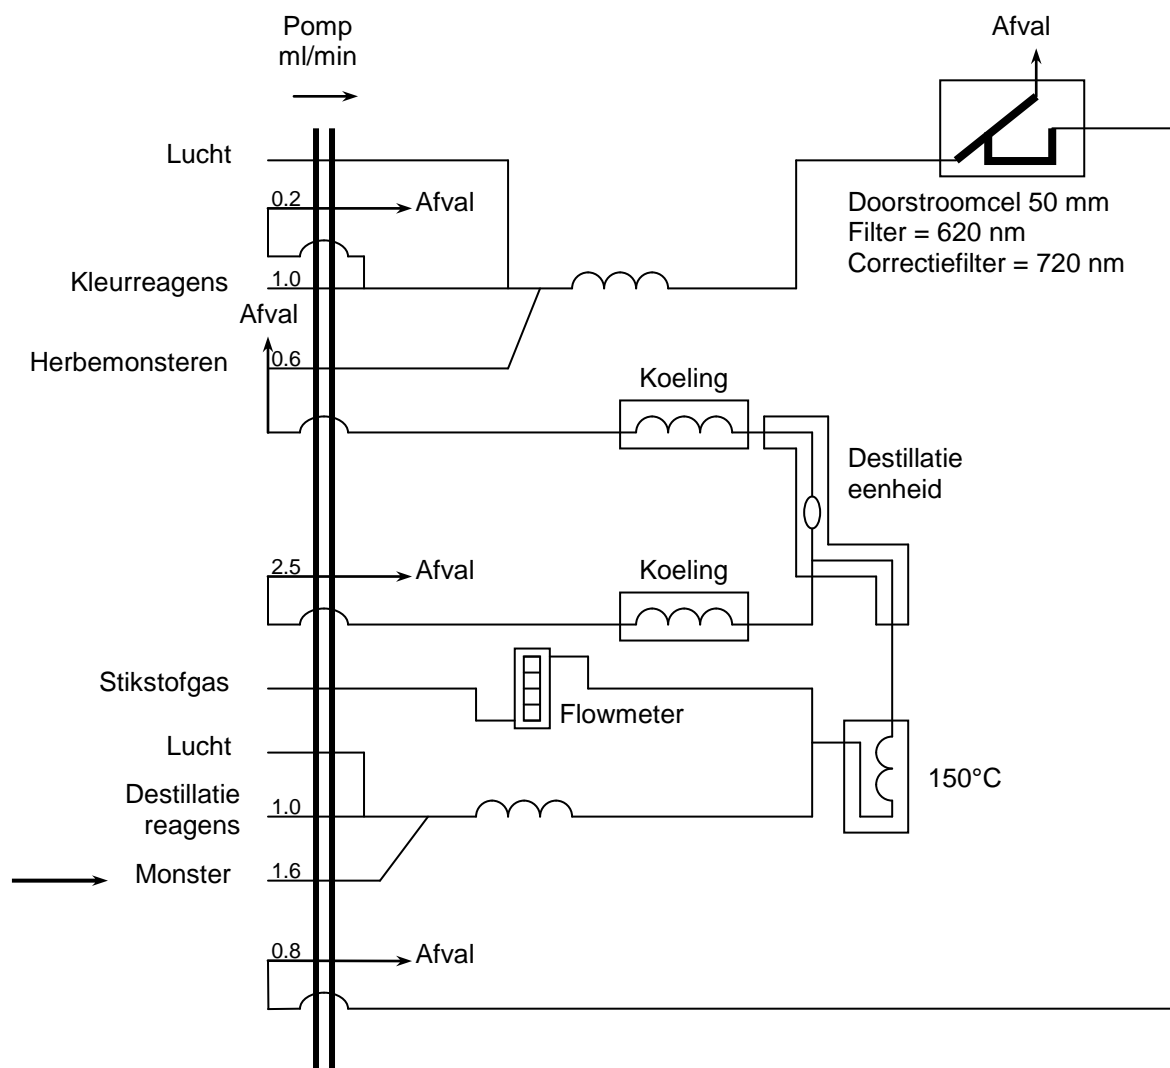 Pomp
ml/min
Afval
Lucht
0.2
Afval
Doorstroomcel 50 mm
Filter = 620 nm
Correctiefilter = 720 nm
Kleurreagens
1.0
Afval
Herbemonsteren
0.6
Koeling
Destillatie
eenheid
2.5
Afval
Koeling
Stikstofgas
Flowmeter
Lucht
150°C
Destillatie
reagens
1.0
Monster
1.6
0.8
Afval